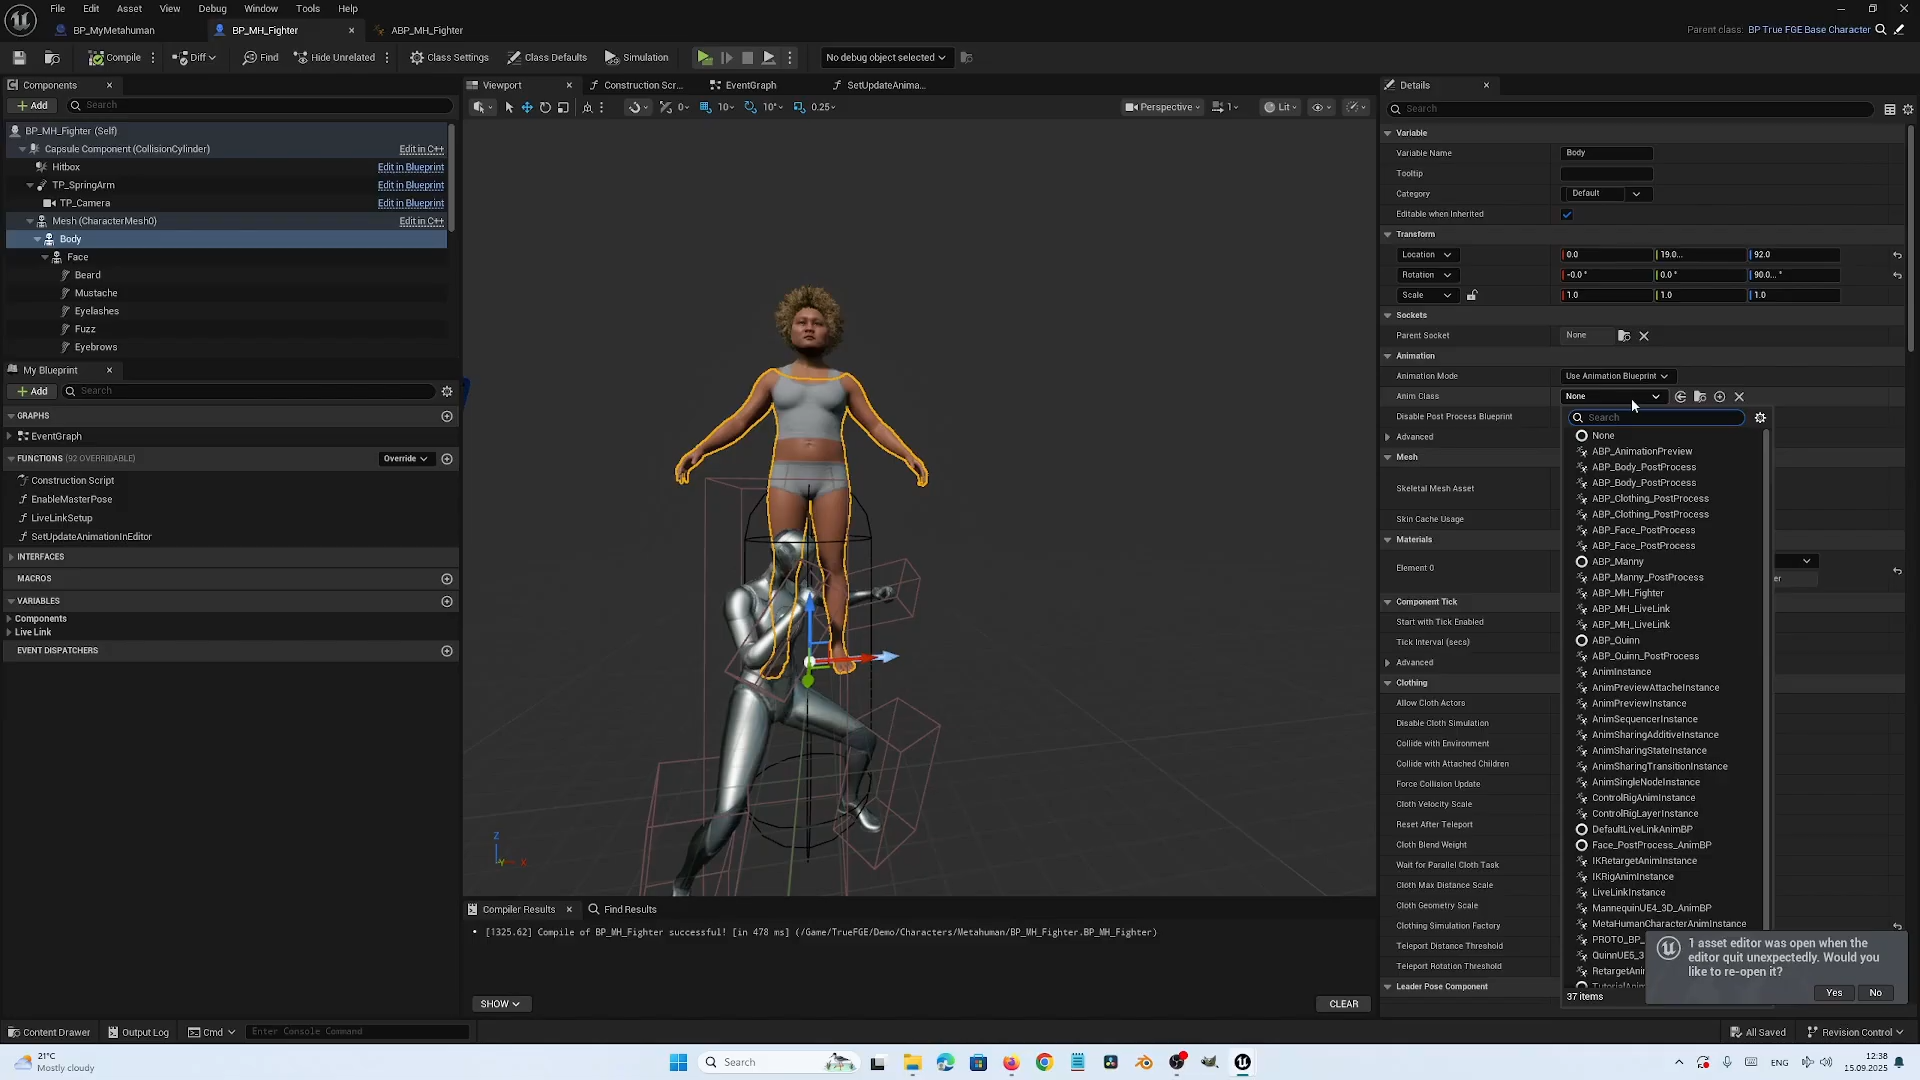 File Edit Asset View Debug Window Tools Help
BP_MyMetahuman BP_MH_Fighter ABP_MH_Fighter
Parent class: BP True FGE Base Character
Compile Diff Find Hide Unrelated Class Settings Class Defaults Simulation No debug object selected
Components
Add Search
BP_MH_Fighter (Self)
Capsule Component (CollisionCylinder) Edit in C++
Hitbox Edit in Blueprint
TP_SpringArm Edit in Blueprint
TP_Camera Edit in Blueprint
Mesh (CharacterMesh0) Edit in C++
Body
Face
Beard
Mustache
Eyelashes
Fuzz
Eyebrows
My Blueprint
Add Search
GRAPHS
EventGraph
FUNCTIONS (92 OVERRIDABLE) Override
Construction Script
EnableMasterPose
LiveLinkSetup
SetUpdateAnimationInEditor
INTERFACES
MACROS
VARIABLES
Components
Live Link
EVENT DISPATCHERS
Viewport Construction Scr... EventGraph SetUpdateAnima...
0 10 10° 0.25 Perspective 1 Lit
Z
X
Compiler Results Find Results
[1325.62] Compile of BP_MH_Fighter successful! [in 478 ms] (/Game/TrueFGE/Demo/Characters/Metahuman/BP_MH_Fighter.BP_MH_Fighter)
SHOW CLEAR
Details
Search
Variable
Variable Name Body
Tooltip
Category Default
Editable when Inherited
Transform
Location 0.0 19.0... 92.0
Rotation -0.0 ° 0.0 ° 90.0... °
Scale 1.0 1.0 1.0
Sockets
Parent Socket None
Animation
Animation Mode Use Animation Blueprint
Anim Class None
Disable Post Process Blueprint
Advanced
Mesh
Skeletal Mesh Asset
Skin Cache Usage
Materials
Element 0
Component Tick
Start with Tick Enabled
Tick Interval (secs)
Advanced
Clothing
Allow Cloth Actors
Disable Cloth Simulation
Collide with Environment
Collide with Attached Children
Force Collision Update
Cloth Velocity Scale
Reset After Teleport
Cloth Blend Weight
Wait for Parallel Cloth Task
Cloth Max Distance Scale
Cloth Geometry Scale
Clothing Simulation Factory
Teleport Distance Threshold
Teleport Rotation Threshold
Leader Pose Component
Search
None
ABP_AnimationPreview
ABP_Body_PostProcess
ABP_Body_PostProcess
ABP_Clothing_PostProcess
ABP_Clothing_PostProcess
ABP_Face_PostProcess
ABP_Face_PostProcess
ABP_Manny
ABP_Manny_PostProcess
ABP_MH_Fighter
ABP_MH_LiveLink
ABP_MH_LiveLink
ABP_Quinn
ABP_Quinn_PostProcess
AnimInstance
AnimPreviewAttacheInstance
AnimPreviewInstance
AnimSequencerInstance
AnimSharingAdditiveInstance
AnimSharingStateInstance
AnimSharingTransitionInstance
AnimSingleNodeInstance
ControlRigAnimInstance
ControlRigLayerInstance
DefaultLiveLinkAnimBP
Face_PostProcess_AnimBP
IKRetargetAnimInstance
IKRigAnimInstance
LiveLinkInstance
MannequinUE4_3D_AnimBP
MetaHumanCharacterAnimInstance
PROTO_BP_
QuinnUE5_3
RetargetAni
37 items
1 asset editor was open when the editor quit unexpectedly. Would you like to re-open it?
Yes No
Content Drawer Output Log Cmd Enter Console Command All Saved Revision Control
21°C
Mostly cloudy
Search
ENG
12:38
15.09.2025